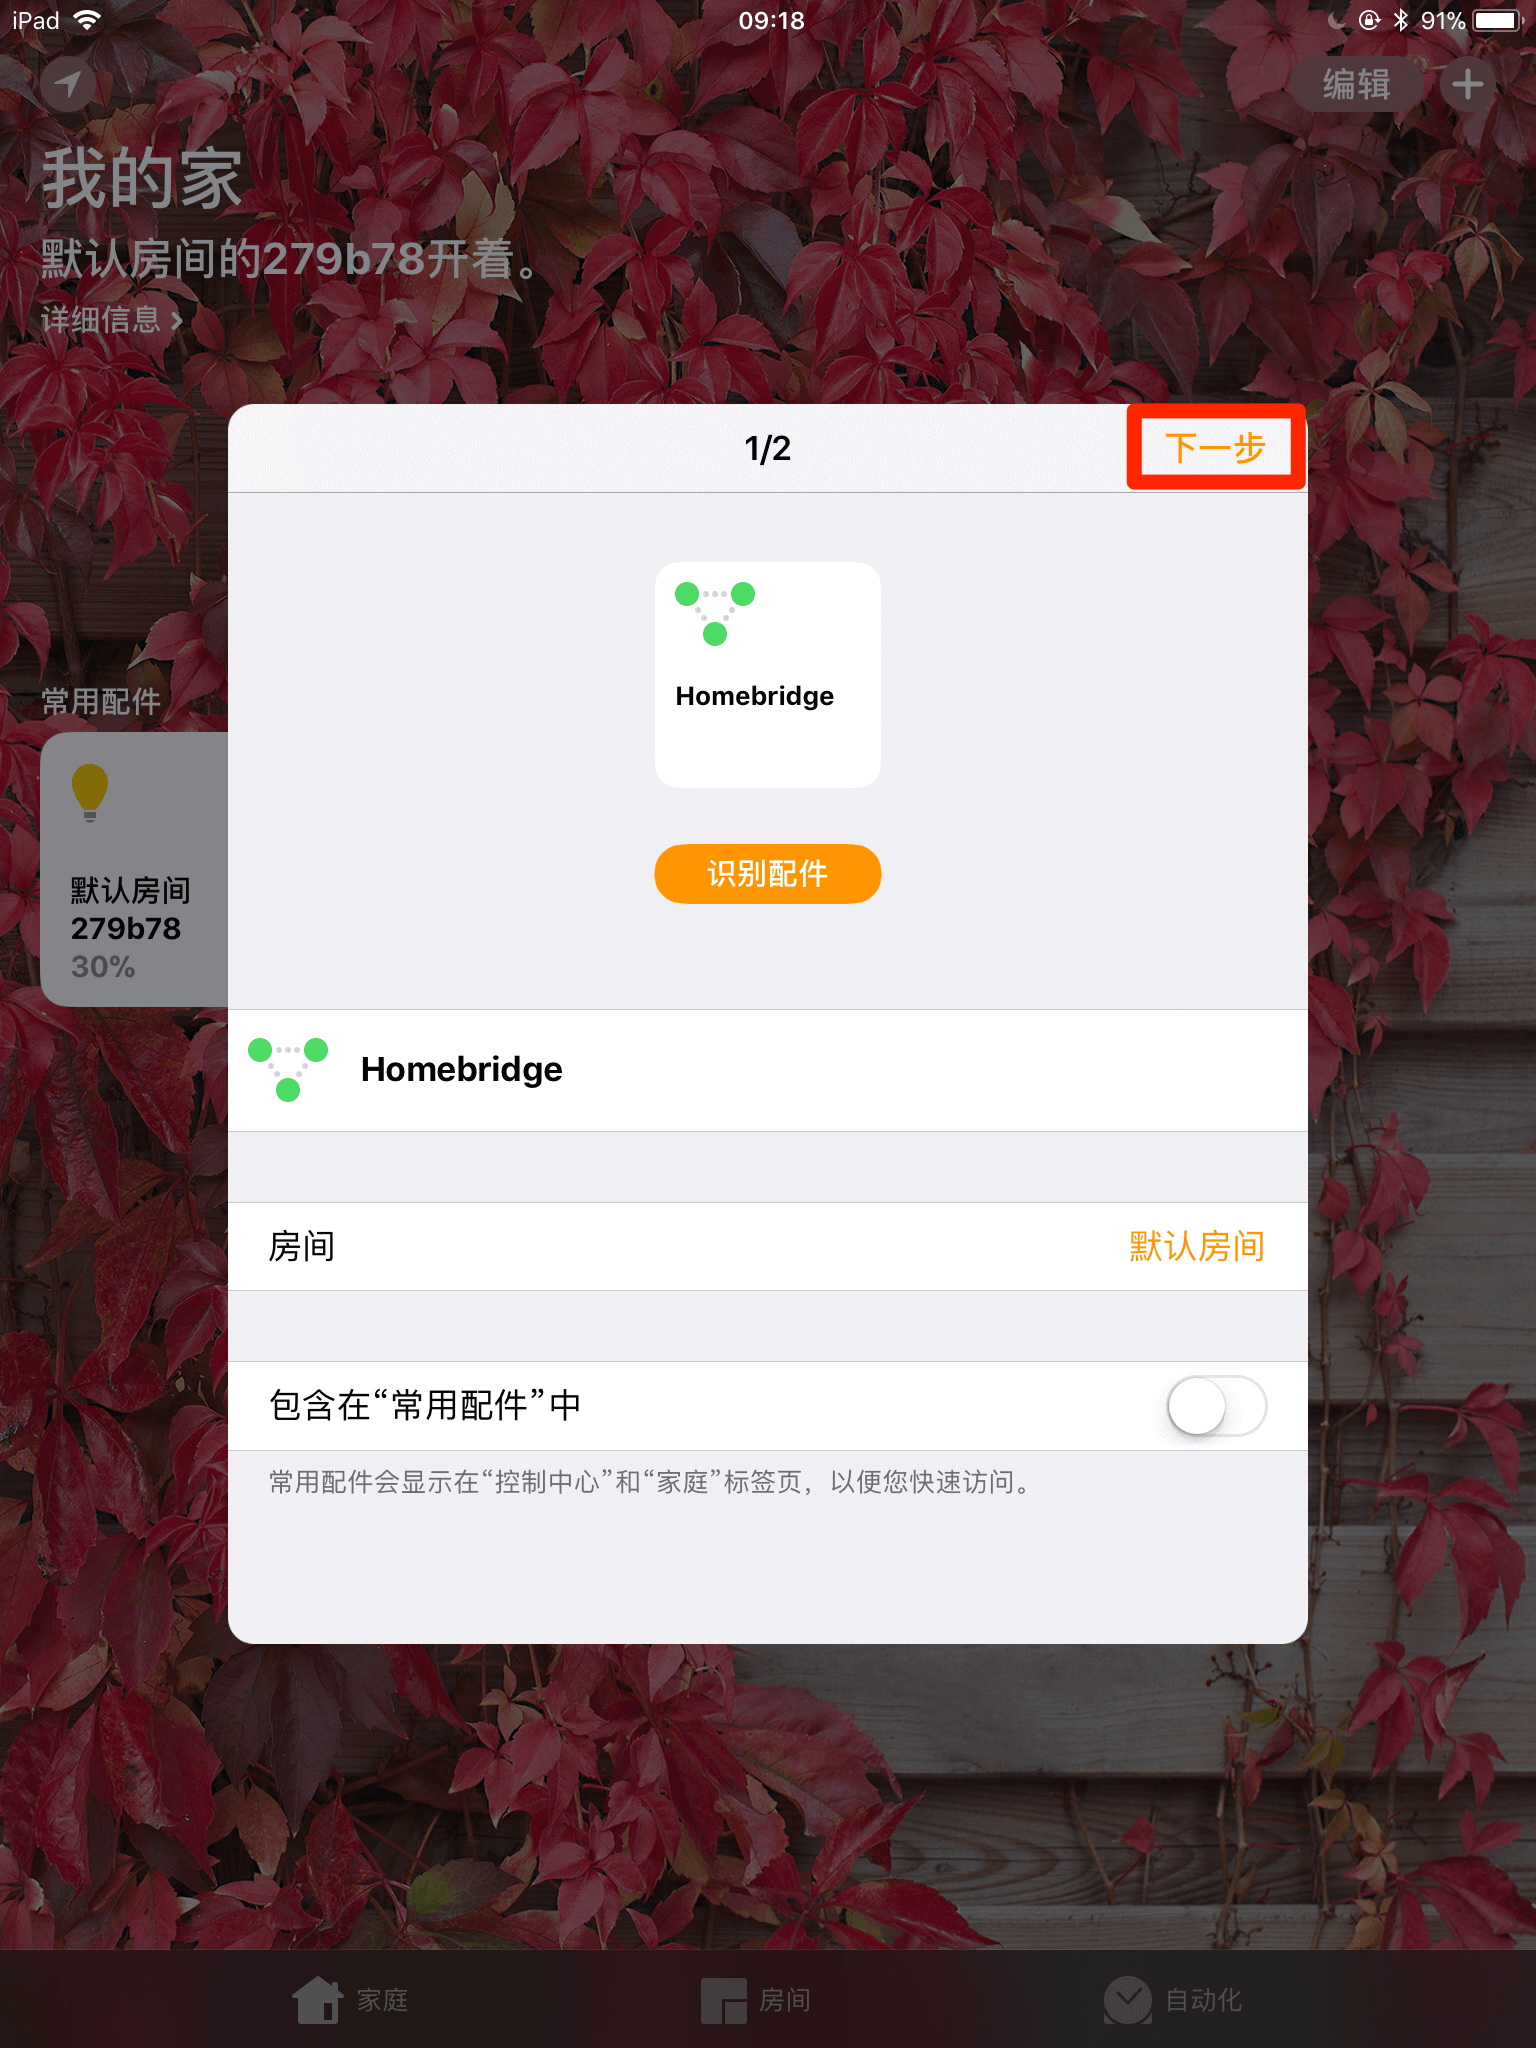 iPad 09:18 91%
编辑
我的家
默认房间的279b78开着。
详细信息
1/2 下一步
Homebridge
识别配件
常用配件
默认房间
279b78
30%
Homebridge
房间 默认房间
包含在“常用配件”中
常用配件会显示在“控制中心”和“家庭”标签页，以便您快速访问。
家庭 房间 自动化